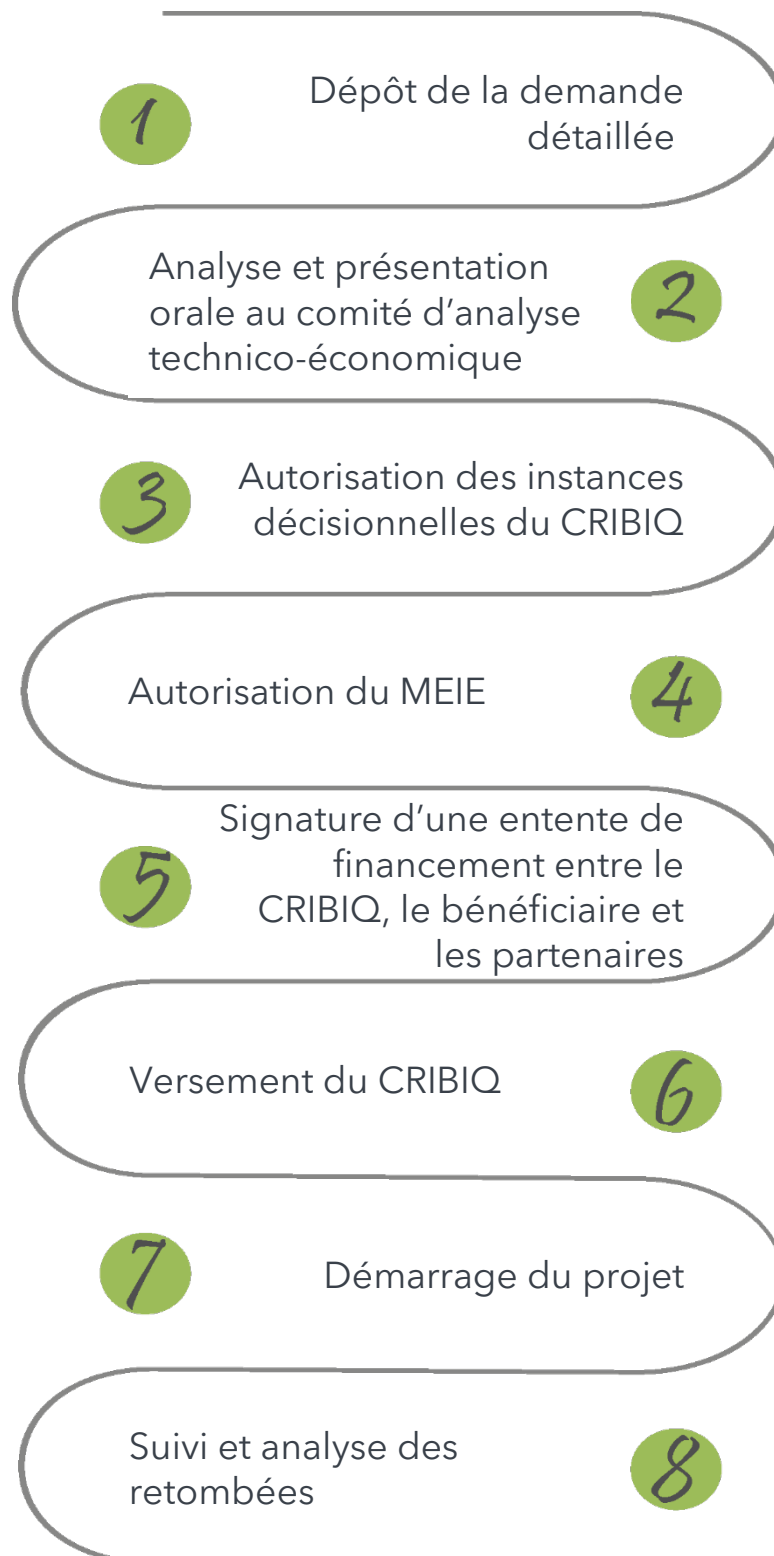 1
Dépôt de la demande
détaillée
Analyse et présentation
orale au comité d’analyse
technico-économique
2
3
Autorisation des instances
décisionnelles du CRIBIQ
Autorisation du MEIE
4
Signature d’une entente de
financement entre le
CRIBIQ, le bénéficiaire et
les partenaires
5
Versement du CRIBIQ
6
7
Démarrage du projet
Suivi et analyse des
retombées
8